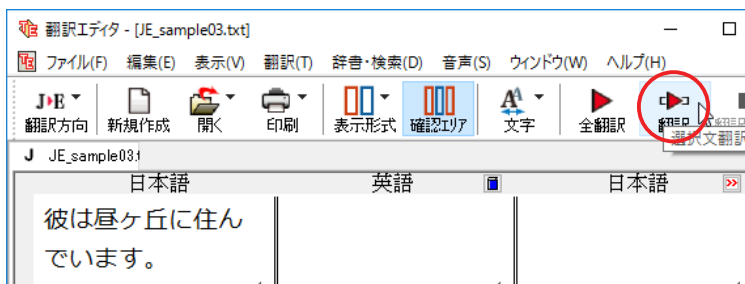 翻訳エディタ - [JE_sample03.txt]
ファイル(F) 編集(E) 表示(V) 翻訳(T) 辞書・検索(D) 音声(S) ウィンドウ(W) ヘルプ(H)
J▸E
翻訳方向 新規作成 開く 印刷 表示形式 確認エリア 文字 全翻訳 翻訳
選択文翻訳
J JE_sample03.t
日本語 英語 日本語
彼は昼ヶ丘に住ん
でいます。